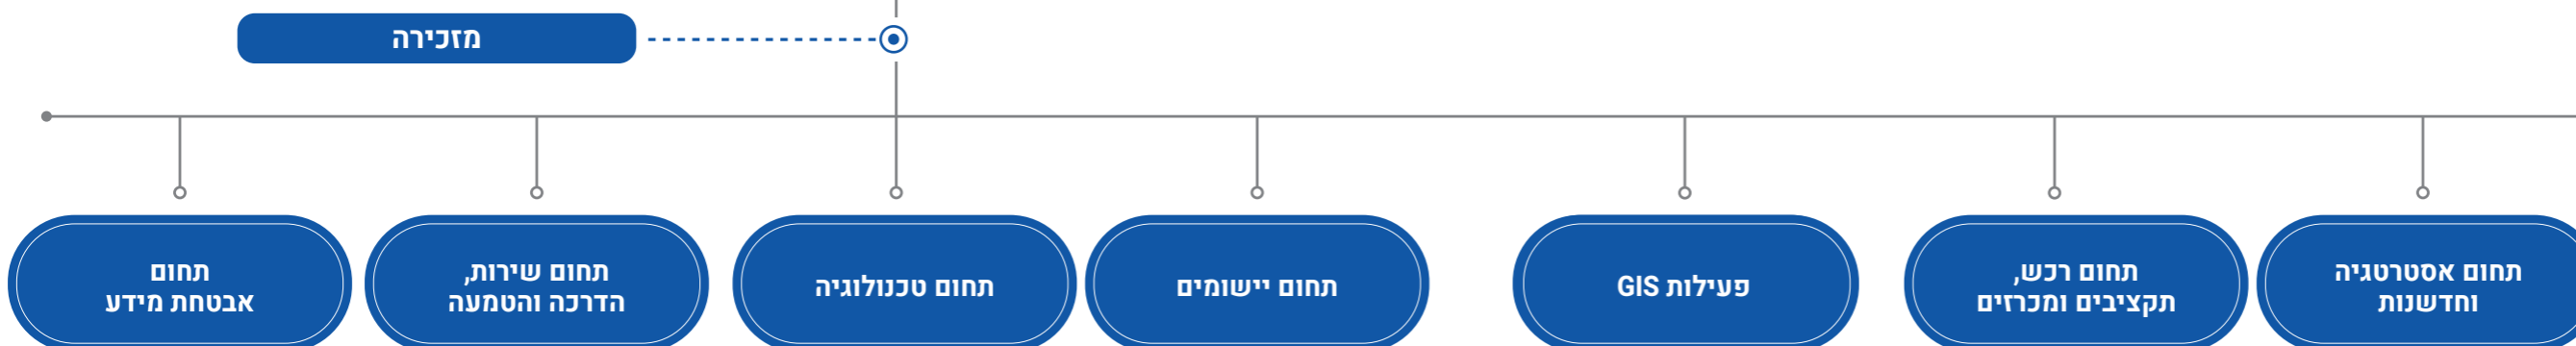 מזכירה
תחום אסטרטגיה
וחדשנות
תחום רכש,
תקציבים ומכרזים
פעילות GIS
תחום יישומים
תחום טכנולוגיה
תחום שירות,
הדרכה והטמעה
תחום
אבטחת מידע